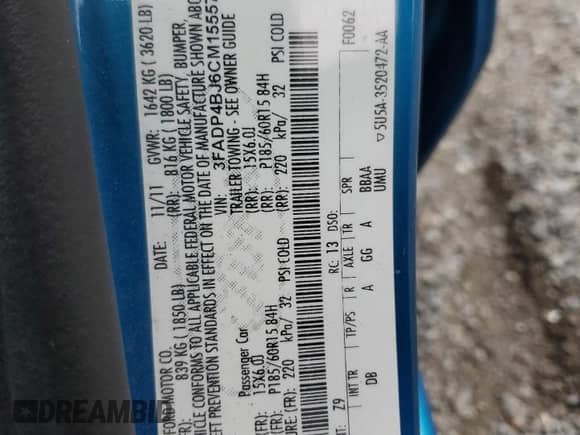 FORD MOTOR CO. DATE: 11/11 GVWR: 1642 KG ( 3620 LB)
FR): 839 KG ( 1850 LB) (RR): 816 KG ( 1800 LB)
VEHICLE CONFORMS TO ALL APPLICABLE FEDERAL MOTOR VEHICLE SAFETY, BUMPER,
EFT PREVENTION STANDARDS IN EFFECT ON THE DATE OF MANUFACTURE SHOWN ABO
VIN: 3FADP4BJ6CM1555
Passenger Car TRAILER TOWING - SEE OWNER GUIDE
15X6.0J (RR): 15X6.0J
(FR): P185/60R15 84H (RR): P185/60R15 84H
URE (FR): 220 kPa/ 32 PSI COLD (RR): 220 kPa/ 32 PSI COLD
RC: 13 DSO: F0062
NT: Z9
INT TR TP/PS R AXLE TR SPR
DB A GG A BBAA
UMU
▽5U5A-3520472-AA
DREAMBID